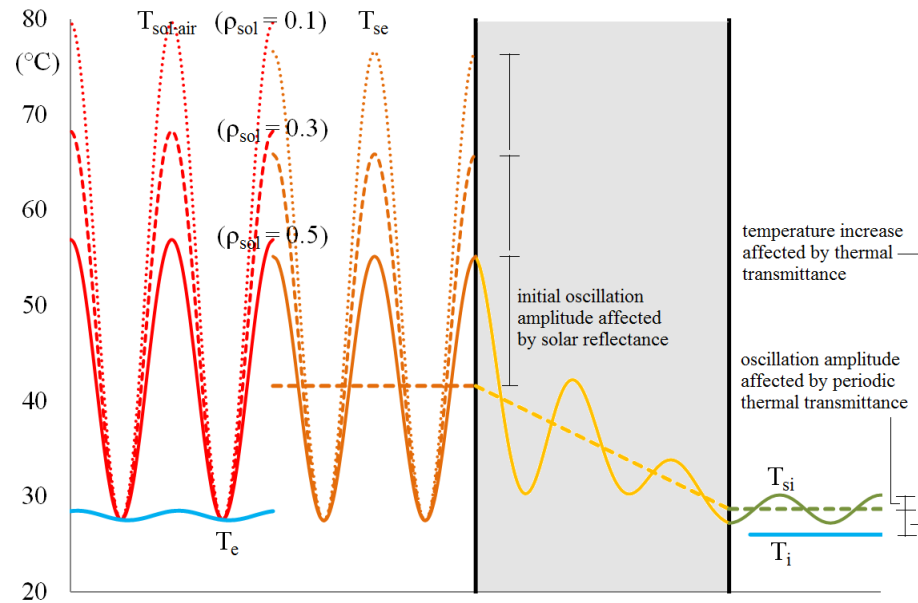 80
(°C)
70
60
50
40
30
20
T sol-air
(ρsol = 0.1)
Tse
(ρsol = 0.3)
(ρsol = 0.5)
Te
initial oscillation
amplitude affected
by solar reflectance
temperature increase
affected by thermal
transmittance
oscillation amplitude
affected by periodic
thermal transmittance
Tsi
Ti